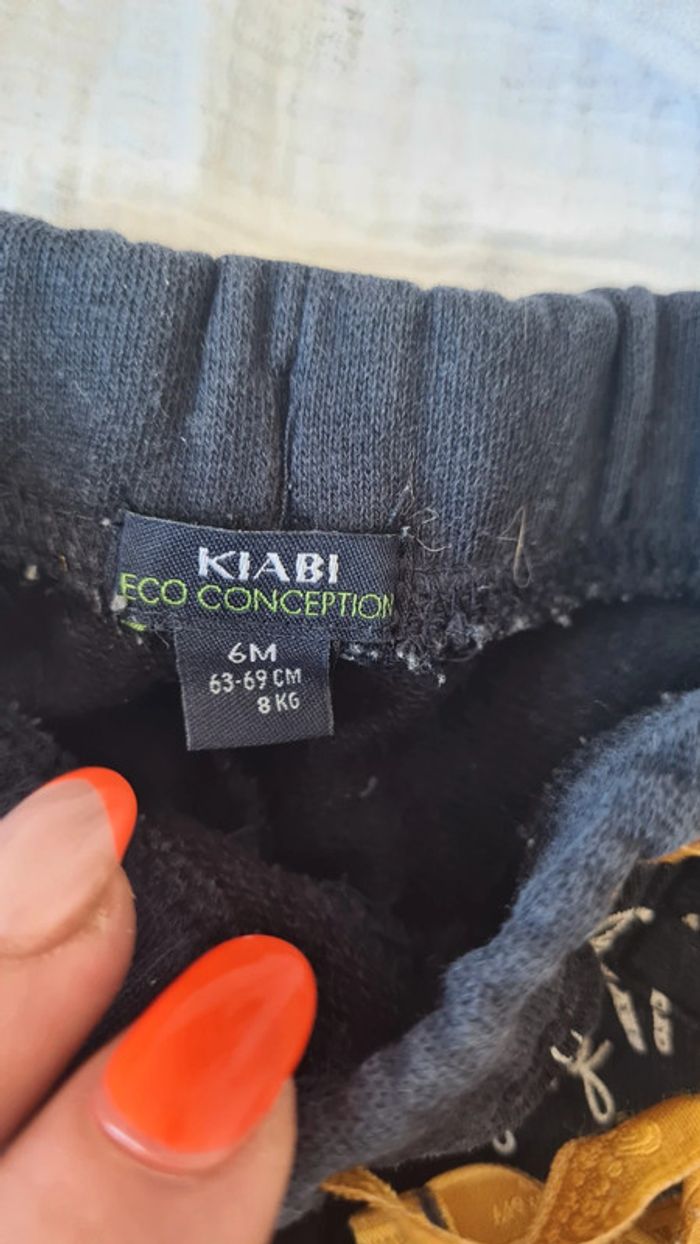 KIABI
ECO CONCEPTION
6M
63-69 CM
8 KG